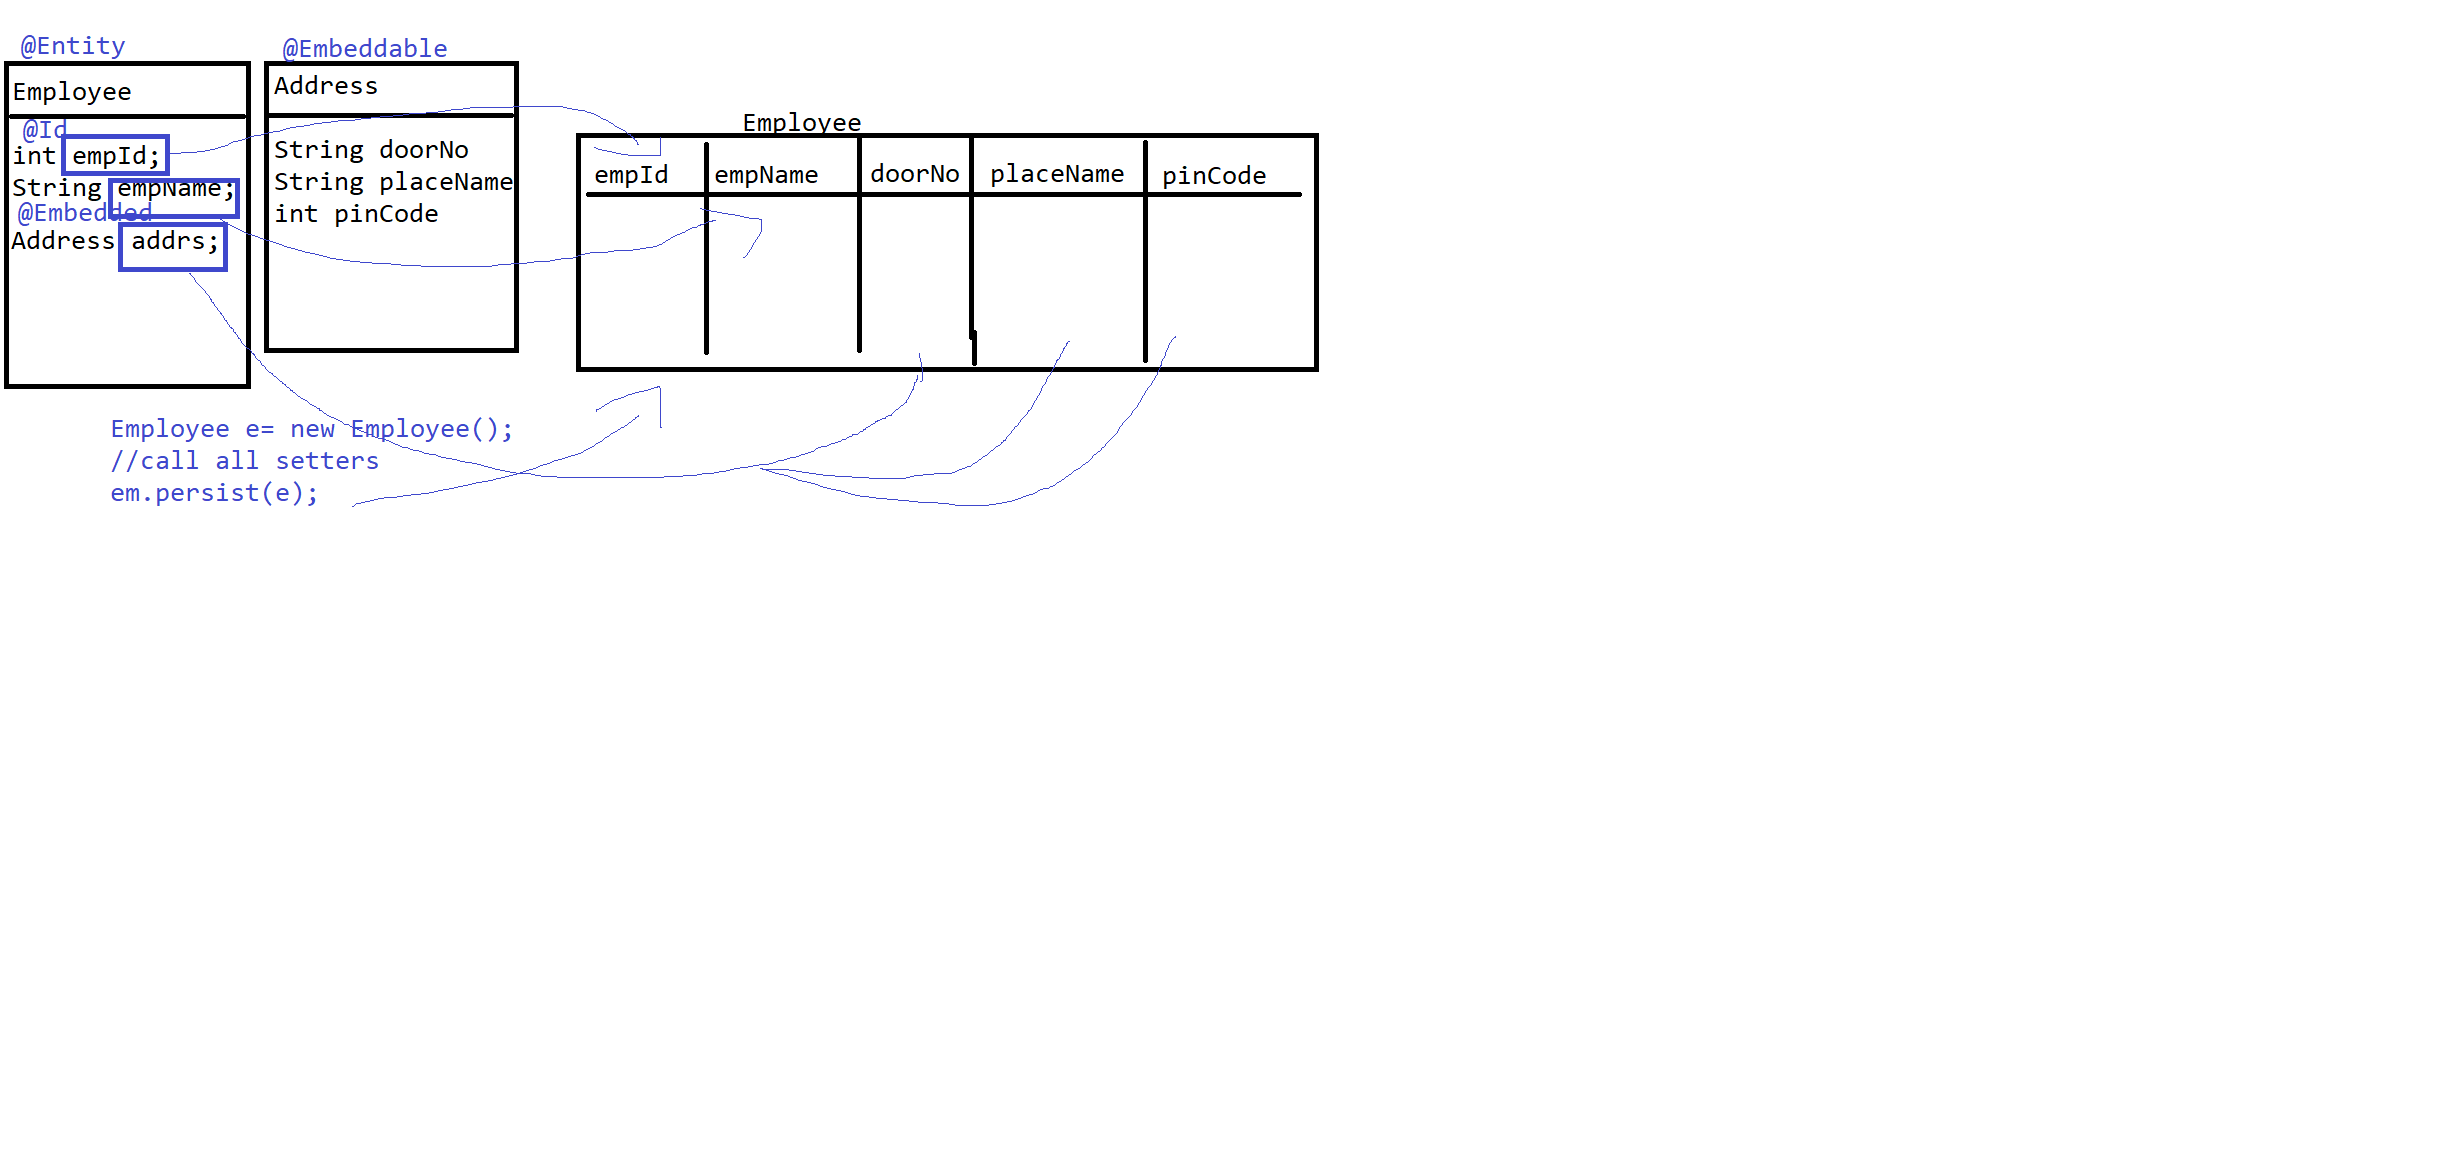 @Entity
Employee
@Id
int empId;
String empName;
@Embedded
Address addrs;
@Embeddable
Address
String doorNo
String placeName
int pinCode
Employee
empId empName doorNo placeName pinCode
Employee e= new Employee();
//call all setters
em.persist(e);